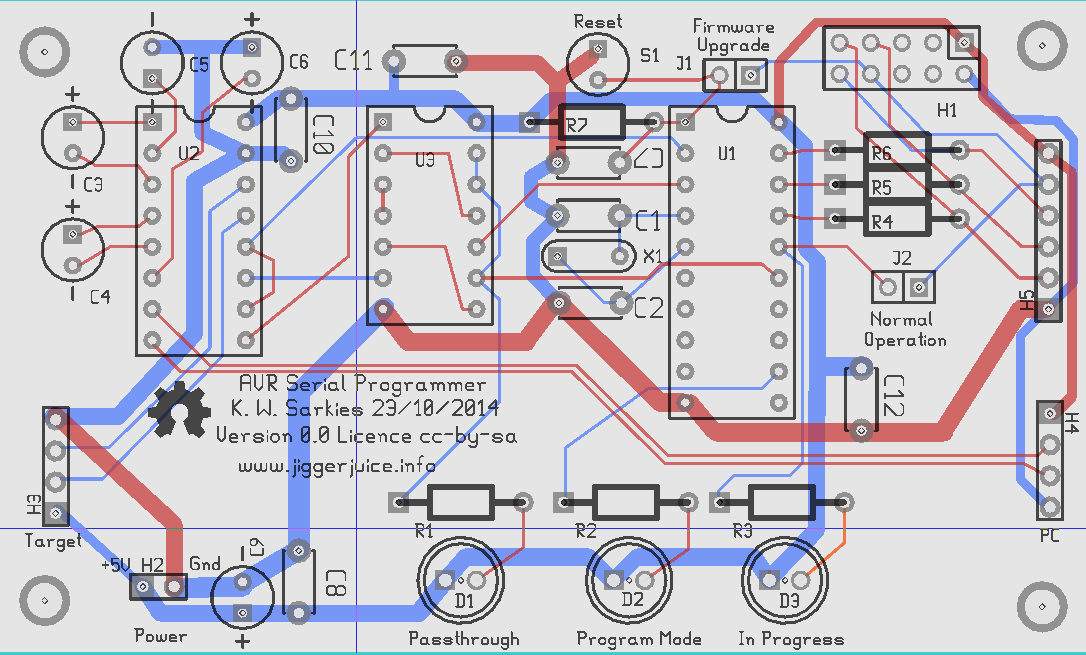 Reset
Firmware
Upgrade
C5
C6
C11
S1
J1
H1
C3
U2
C10
U3
R7
C7
U1
R6
R5
R4
C4
C1
X1
C2
J2
H5
Normal
Operation
AVR Serial Programmer
K. W. Sarkies 23/10/2014
Version 0.0 Licence cc-by-sa
www.jiggerjuice.info
C12
H4
H3
Target
R1
R2
R3
PC
+5V H2 Gnd
C9
C8
D1
D2
D3
Power
Passthrough
Program Mode
In Progress